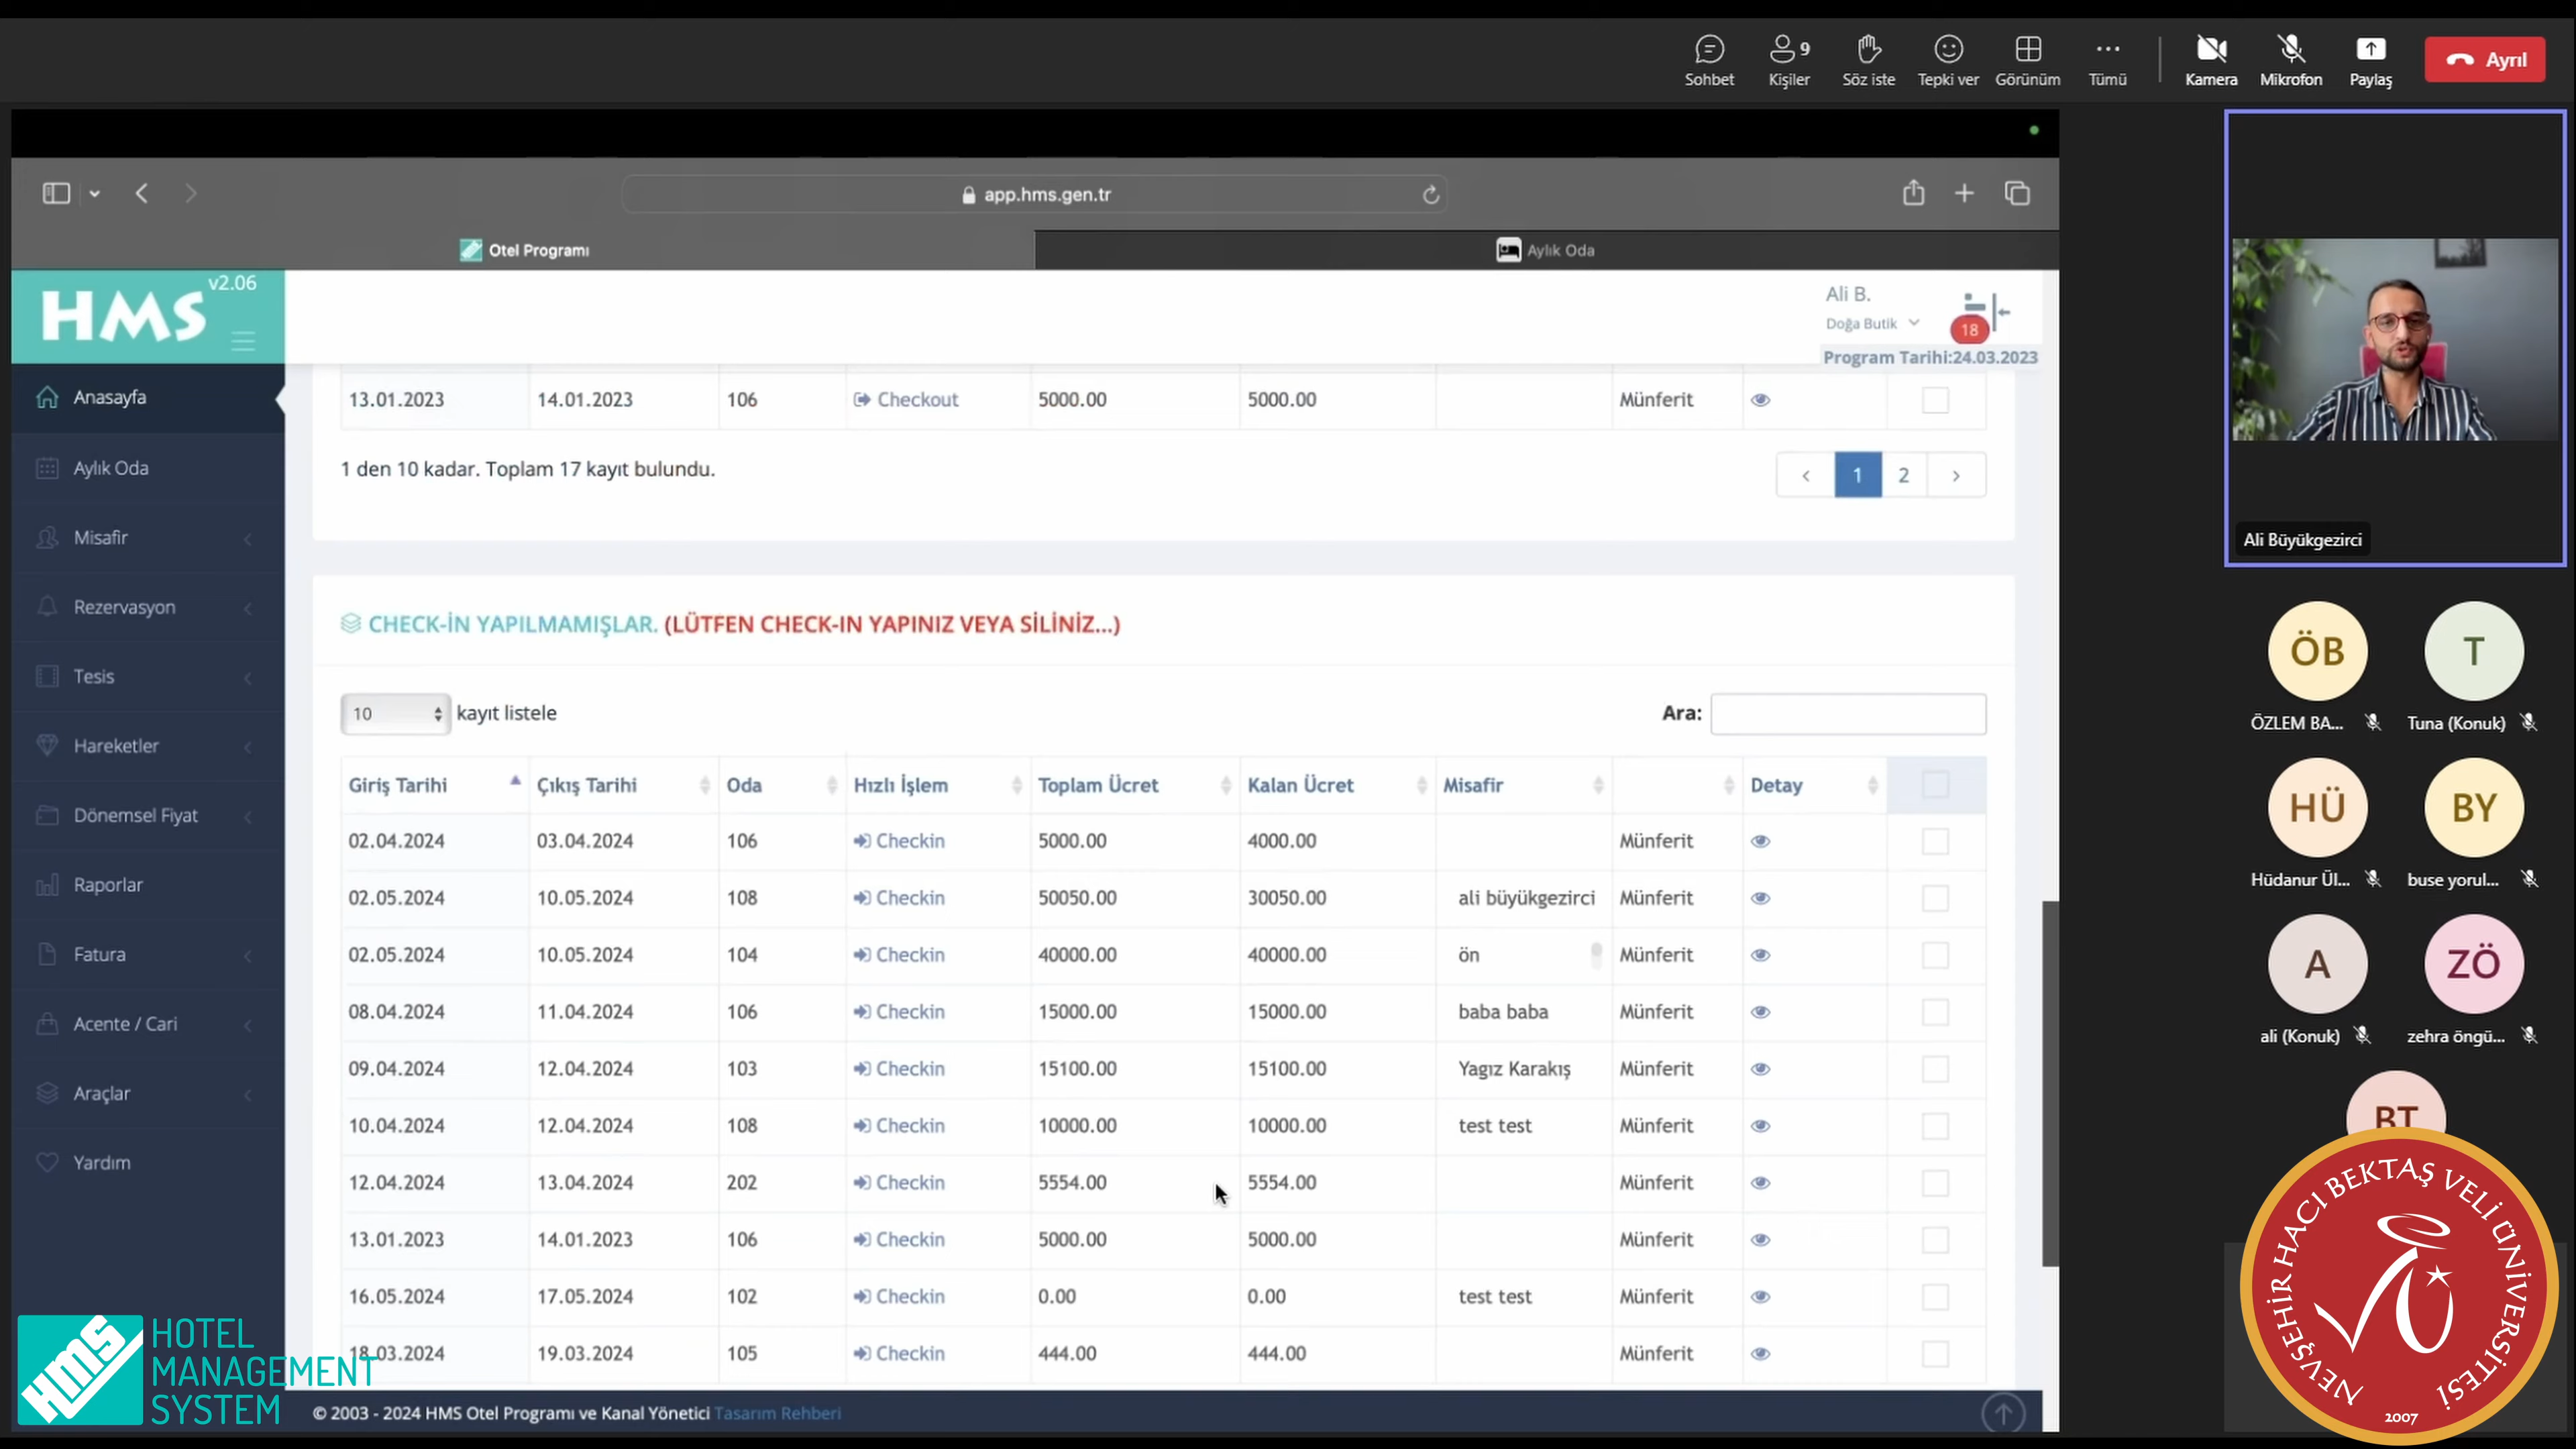 Sohbet
Kişiler 9
Söz iste
Tepki ver
Görünüm
Tümü
Kamera
Mikrofon
Paylaş
Ayrıl
app.hms.gen.tr
Otel Programı
Aylık Oda
HMS v2.06
Ali B.
Doğa Butik
18
Program Tarihi:24.03.2023
Anasayfa
Aylık Oda
Misafir
Rezervasyon
Tesis
Hareketler
Dönemsel Fiyat
Raporlar
Fatura
Acente / Cari
Araçlar
Yardım
13.01.2023 14.01.2023 106 Checkout 5000.00 5000.00 Münferit
1 den 10 kadar. Toplam 17 kayıt bulundu.
1 2
CHECK-İN YAPILMAMIŞLAR. (LÜTFEN CHECK-IN YAPINIZ VEYA SİLİNİZ...)
10 kayıt listele
Ara:
Giriş Tarihi Çıkış Tarihi Oda Hızlı İşlem Toplam Ücret Kalan Ücret Misafir Detay
02.04.2024 03.04.2024 106 Checkin 5000.00 4000.00 Münferit
02.05.2024 10.05.2024 108 Checkin 50050.00 30050.00 ali büyükgezirci Münferit
02.05.2024 10.05.2024 104 Checkin 40000.00 40000.00 ön Münferit
08.04.2024 11.04.2024 106 Checkin 15000.00 15000.00 baba baba Münferit
09.04.2024 12.04.2024 103 Checkin 15100.00 15100.00 Yagız Karakış Münferit
10.04.2024 12.04.2024 108 Checkin 10000.00 10000.00 test test Münferit
12.04.2024 13.04.2024 202 Checkin 5554.00 5554.00 Münferit
13.01.2023 14.01.2023 106 Checkin 5000.00 5000.00 Münferit
16.05.2024 17.05.2024 102 Checkin 0.00 0.00 test test Münferit
18.03.2024 19.03.2024 105 Checkin 444.00 444.00 Münferit
© 2003 - 2024 HMS Otel Programı ve Kanal Yönetici Tasarım Rehberi
HMS
HOTEL
MANAGEMENT
SYSTEM
Ali Büyükgezirci
ÖB
ÖZLEM BA...
T
Tuna (Konuk)
HÜ
Hüdanur Ül...
BY
buse yorul...
A
ali (Konuk)
ZÖ
zehra öngü...
BT
NEVŞEHİR HACI BEKTAŞ VELİ ÜNİVERSİTESİ
2007